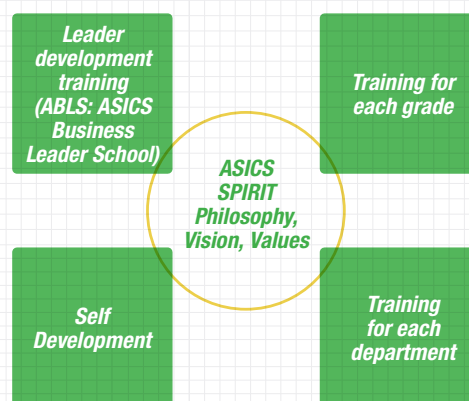 Leader
development
training
(ABLS: ASICS
Business
Leader School)
Training for
each grade
ASICS
SPIRIT
Philosophy,
Vision, Values
Self
Development
Training
for each
department